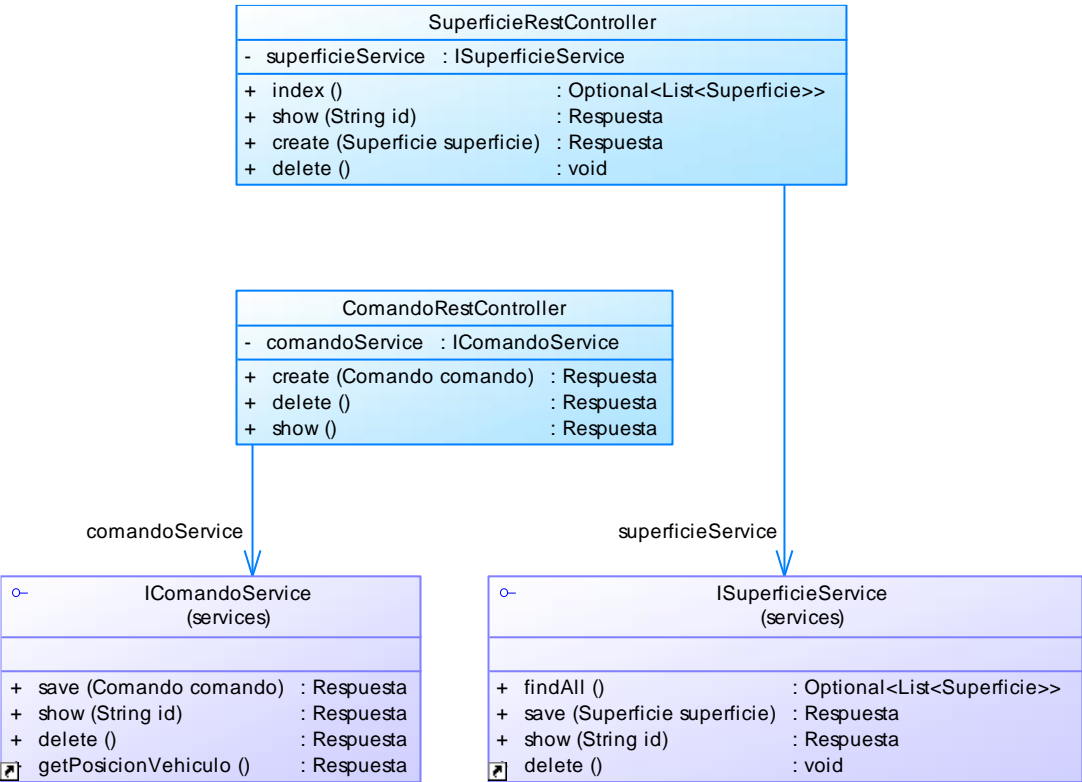 SuperficieRestController
- superficieService : ISuperficieService
+ index () : Optional<List<Superficie>>
+ show (String id) : Respuesta
+ create (Superficie superficie) : Respuesta
+ delete () : void
ComandoRestController
- comandoService : IComandoService
+ create (Comando comando) : Respuesta
+ delete () : Respuesta
+ show () : Respuesta
comandoService
superficieService
IComandoService
(services)
+ save (Comando comando) : Respuesta
+ show (String id) : Respuesta
+ delete () : Respuesta
getPosicionVehiculo () : Respuesta
ISuperficieService
(services)
+ findAll () : Optional<List<Superficie>>
+ save (Superficie superficie) : Respuesta
+ show (String id) : Respuesta
delete () : void